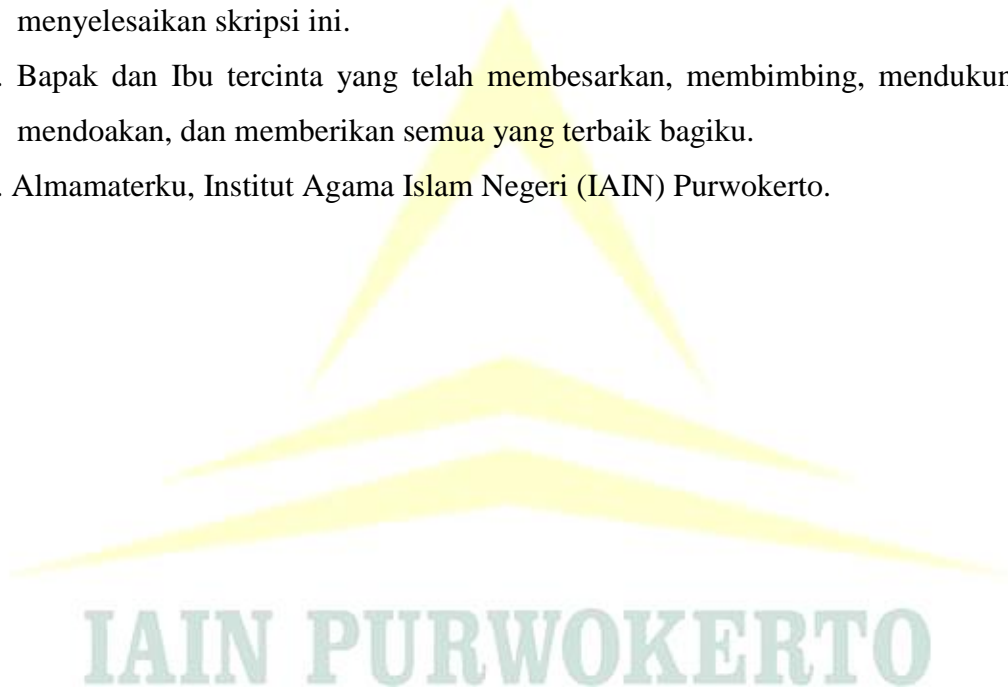 menyelesaikan skripsi ini.
. Bapak dan Ibu tercinta yang telah membesarkan, membimbing, mendukun
mendoakan, dan memberikan semua yang terbaik bagiku.
. Almamaterku, Institut Agama Islam Negeri (IAIN) Purwokerto.
IAIN PURWOKERTO